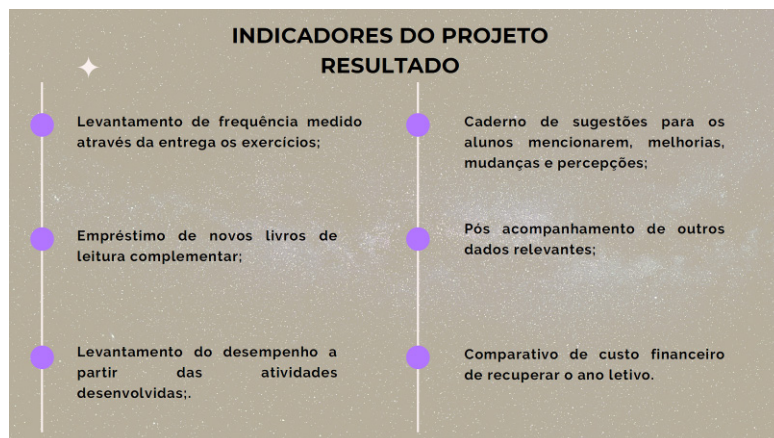 INDICADORES DO PROJETO
RESULTADO
Levantamento de frequência medido
através da entrega os exercícios;
Empréstimo de novos livros de
leitura complementar;
Levantamento do desempenho a
partir das atividades
desenvolvidas;.
Caderno de sugestões para os
alunos mencionarem, melhorias,
mudanças e percepções;
Pós acompanhamento de outros
dados relevantes;
Comparativo de custo financeiro
de recuperar o ano letivo.